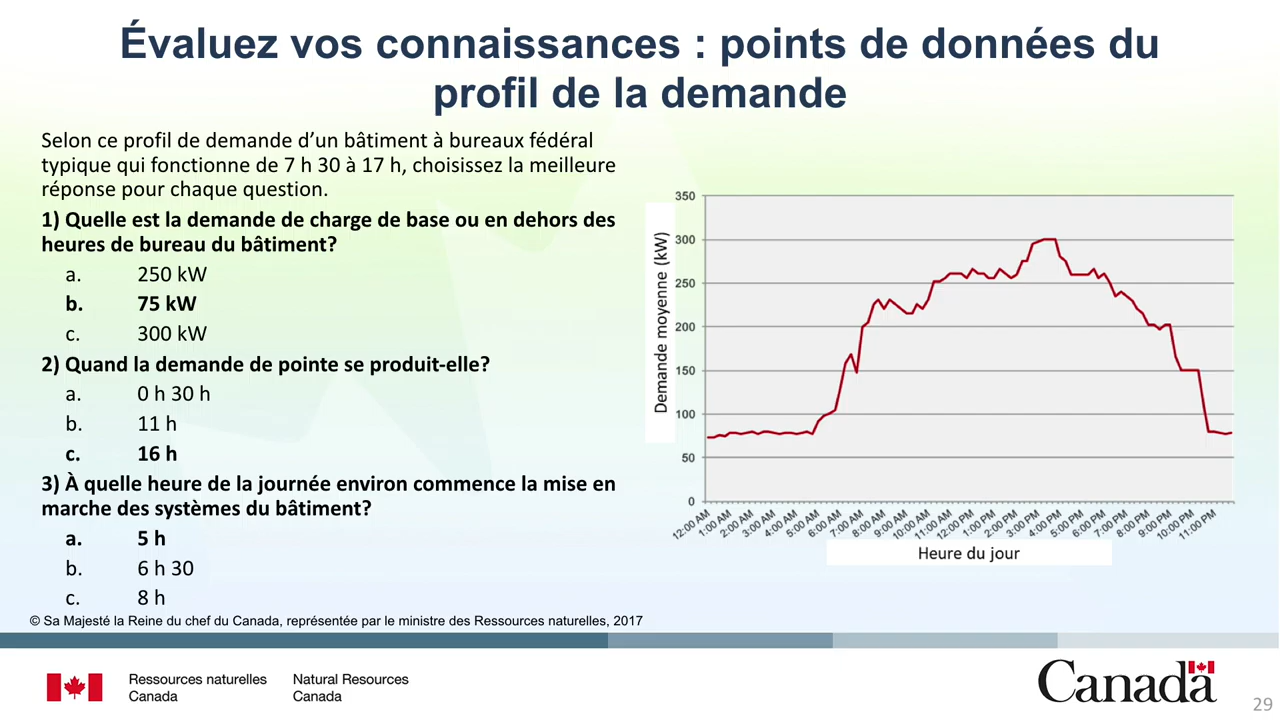 Évaluez vos connaissances : points de données du
profil de la demande
Selon ce profil de demande d’un bâtiment à bureaux fédéral
typique qui fonctionne de 7 h 30 à 17 h, choisissez la meilleure
réponse pour chaque question.
1) Quelle est la demande de charge de base ou en dehors des
heures de bureau du bâtiment?
a. 250 kW
b. 75 kW
c. 300 kW
2) Quand la demande de pointe se produit-elle?
a. 0 h 30 h
b. 11 h
c. 16 h
3) À quelle heure de la journée environ commence la mise en
marche des systèmes du bâtiment?
a. 5 h
b. 6 h 30
c. 8 h
© Sa Majesté la Reine du chef du Canada, représentée par le ministre des Ressources naturelles, 2017
Demande moyenne (kW)
350
300
250
200
150
100
50
0
12:00 AM
1:00 AM
2:00 AM
3:00 AM
4:00 AM
5:00 AM
6:00 AM
7:00 AM
8:00 AM
9:00 AM
10:00 AM
11:00 AM
12:00 PM
1:00 PM
2:00 PM
3:00 PM
4:00 PM
5:00 PM
6:00 PM
7:00 PM
8:00 PM
9:00 PM
10:00 PM
11:00 PM
Heure du jour
Ressources naturelles
Canada
Natural Resources
Canada
Canada
29